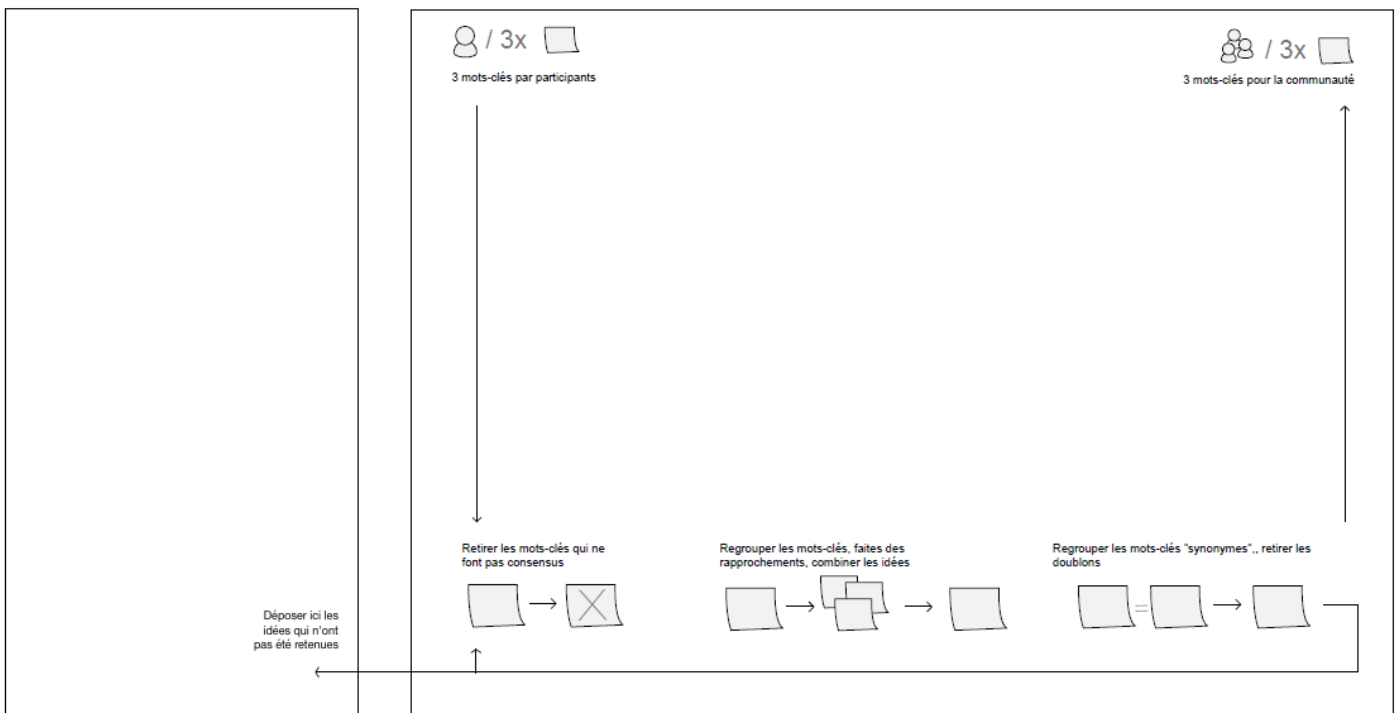 / 3x
3 mots-clés par participants
/ 3x
3 mots-clés pour la communauté
Retirer les mots-clés qui ne
font pas consensus
Regrouper les mots-clés, faites des
rapprochements, combiner les idées
Regrouper les mots-clés "synonymes",, retirer les
doublons
=
Déposer ici les
idées qui n'ont
pas été retenues